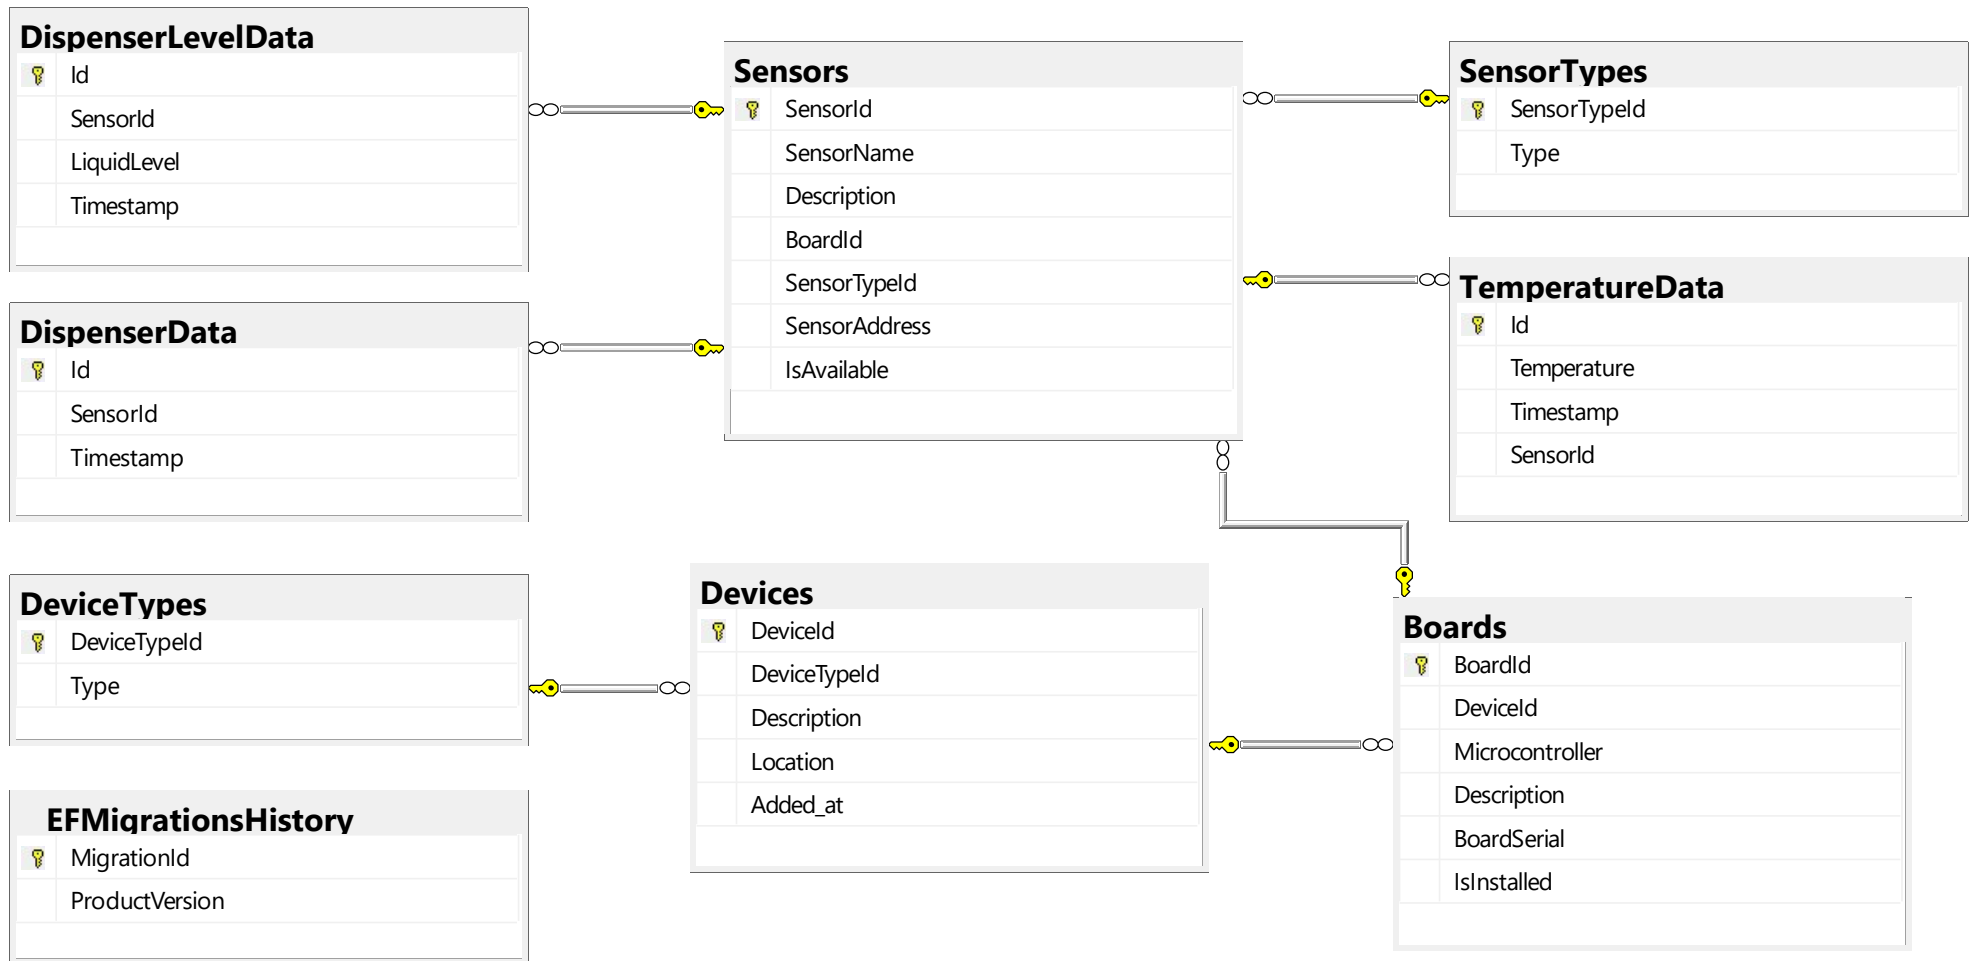 DispenserLevelData
Id
SensorId
LiquidLevel
Timestamp
DispenserData
Id
SensorId
Timestamp
DeviceTypes
DeviceTypeId
Type
EFMigrationsHistory
MigrationId
ProductVersion
Sensors
SensorId
SensorName
Description
BoardId
SensorTypeId
SensorAddress
IsAvailable
Devices
DeviceId
DeviceTypeId
Description
Location
Added_at
SensorTypes
SensorTypeId
Type
TemperatureData
Id
Temperature
Timestamp
SensorId
Boards
BoardId
DeviceId
Microcontroller
Description
BoardSerial
IsInstalled